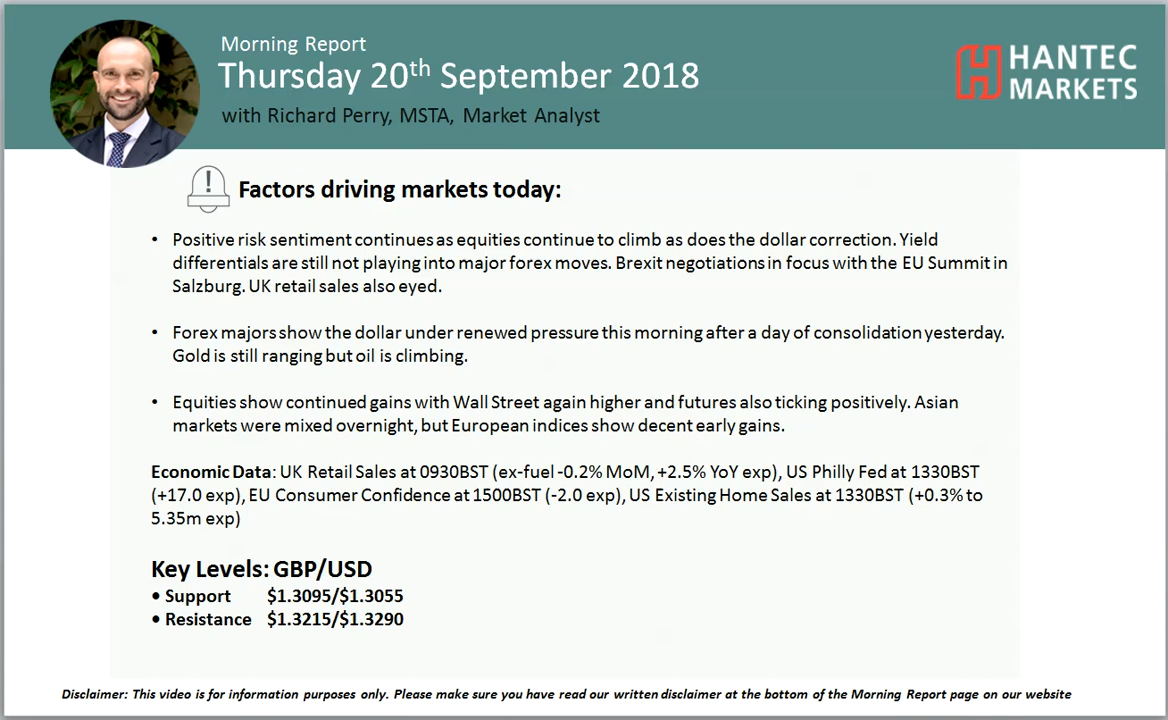 Morning Report
Thursday 20th September 2018
with Richard Perry, MSTA, Market Analyst
HANTEC
MARKETS
!
Factors driving markets today:
• Positive risk sentiment continues as equities continue to climb as does the dollar correction. Yield
differentials are still not playing into major forex moves. Brexit negotiations in focus with the EU Summit in
Salzburg. UK retail sales also eyed.
• Forex majors show the dollar under renewed pressure this morning after a day of consolidation yesterday.
Gold is still ranging but oil is climbing.
• Equities show continued gains with Wall Street again higher and futures also ticking positively. Asian
markets were mixed overnight, but European indices show decent early gains.
Economic Data: UK Retail Sales at 0930BST (ex-fuel -0.2% MoM, +2.5% YoY exp), US Philly Fed at 1330BST
(+17.0 exp), EU Consumer Confidence at 1500BST (-2.0 exp), US Existing Home Sales at 1330BST (+0.3% to
5.35m exp)
Key Levels: GBP/USD
• Support $1.3095/$1.3055
• Resistance $1.3215/$1.3290
Disclaimer: This video is for information purposes only. Please make sure you have read our written disclaimer at the bottom of the Morning Report page on our website